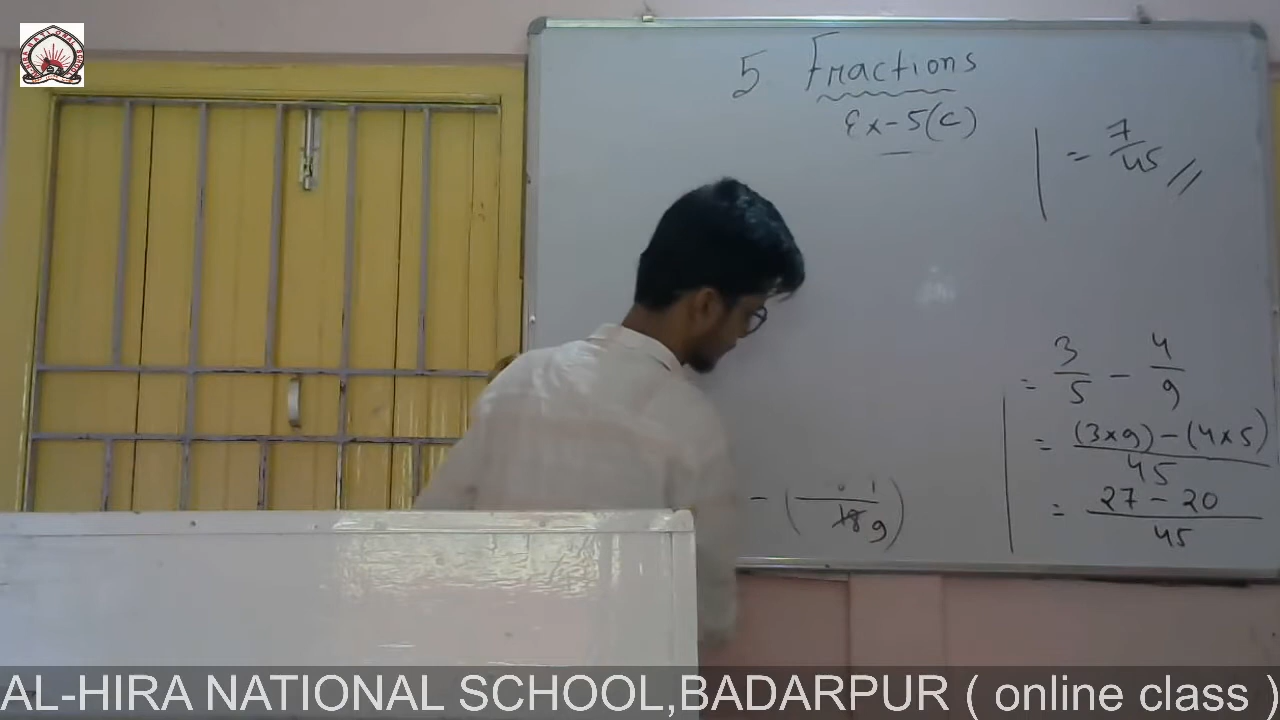 5 Fractions
Ex-5(C)
= 7/45 //
= 3/5 - 4/9
= (3×9)-(4×5)/45
= 27-20/45
AL-HIRA NATIONAL SCHOOL,BADARPUR ( online class )